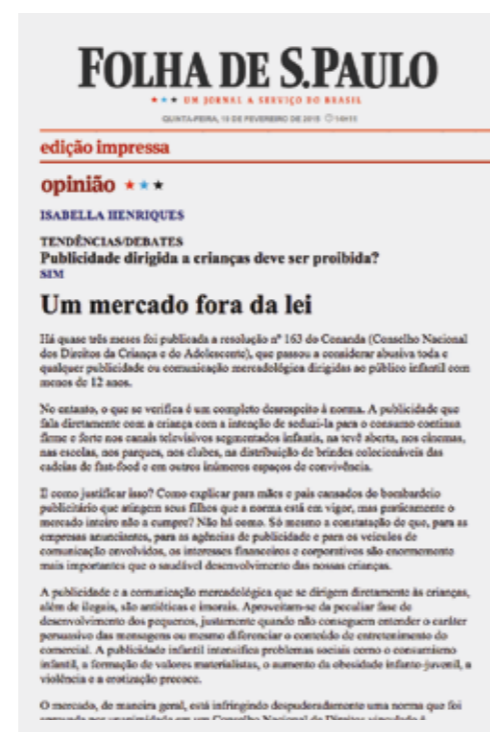 FOLHA DE S.PAULO
★ ★ ★ UM JORNAL A SERVIÇO DO BRASIL
QUINTA-FEIRA, 19 DE FEVEREIRO DE 2015 14H11
edição impressa
opinião ★ ★ ★
ISABELLA HENRIQUES
TENDÊNCIAS/DEBATES
Publicidade dirigida a crianças deve ser proibida?
SIM
Um mercado fora da lei
Há quase três meses foi publicada a resolução nº 163 do Conanda (Conselho Nacional
dos Direitos da Criança e do Adolescente), que passou a considerar abusiva toda e
qualquer publicidade ou comunicação mercadológica dirigidas ao público infantil com
menos de 12 anos.
No entanto, o que se verifica é um completo desrespeito à norma. A publicidade que
fala diretamente com a criança com a intenção de seduzi-la para o consumo continua
firme e forte nos canais televisivos segmentados infantis, na tevê aberta, nos cinemas,
nas escolas, nos parques, nos clubes, na distribuição de brindes colecionáveis das
cadeias de fast-food e em outros inúmeros espaços de convivência.
E como justificar isso? Como explicar para mães e pais cansados do bombardeio
publicitário que atingem seus filhos que a norma está em vigor, mas praticamente o
mercado inteiro não a cumpre? Não há como. Só mesmo a constatação de que, para as
empresas anunciantes, para as agências de publicidade e para os veículos de
comunicação envolvidos, os interesses financeiros e corporativos são enormemente
mais importantes que o saudável desenvolvimento das nossas crianças.
A publicidade e a comunicação mercadológica que se dirigem diretamente às crianças,
além de ilegais, são antiéticas e imorais. Aproveitam-se da peculiar fase de
desenvolvimento dos pequenos, justamente quando não conseguem entender o caráter
persuasivo das mensagens ou mesmo diferenciar o conteúdo de entretenimento do
comercial. A publicidade infantil intensifica problemas sociais como o consumismo
infantil, a formação de valores materialistas, o aumento da obesidade infanto-juvenil, a
violência e a erotização precoce.
O mercado, de maneira geral, está infringindo despudoradamente uma norma que foi
aprovada por unanimidade em um Conselho Nacional de Direitos vinculado à